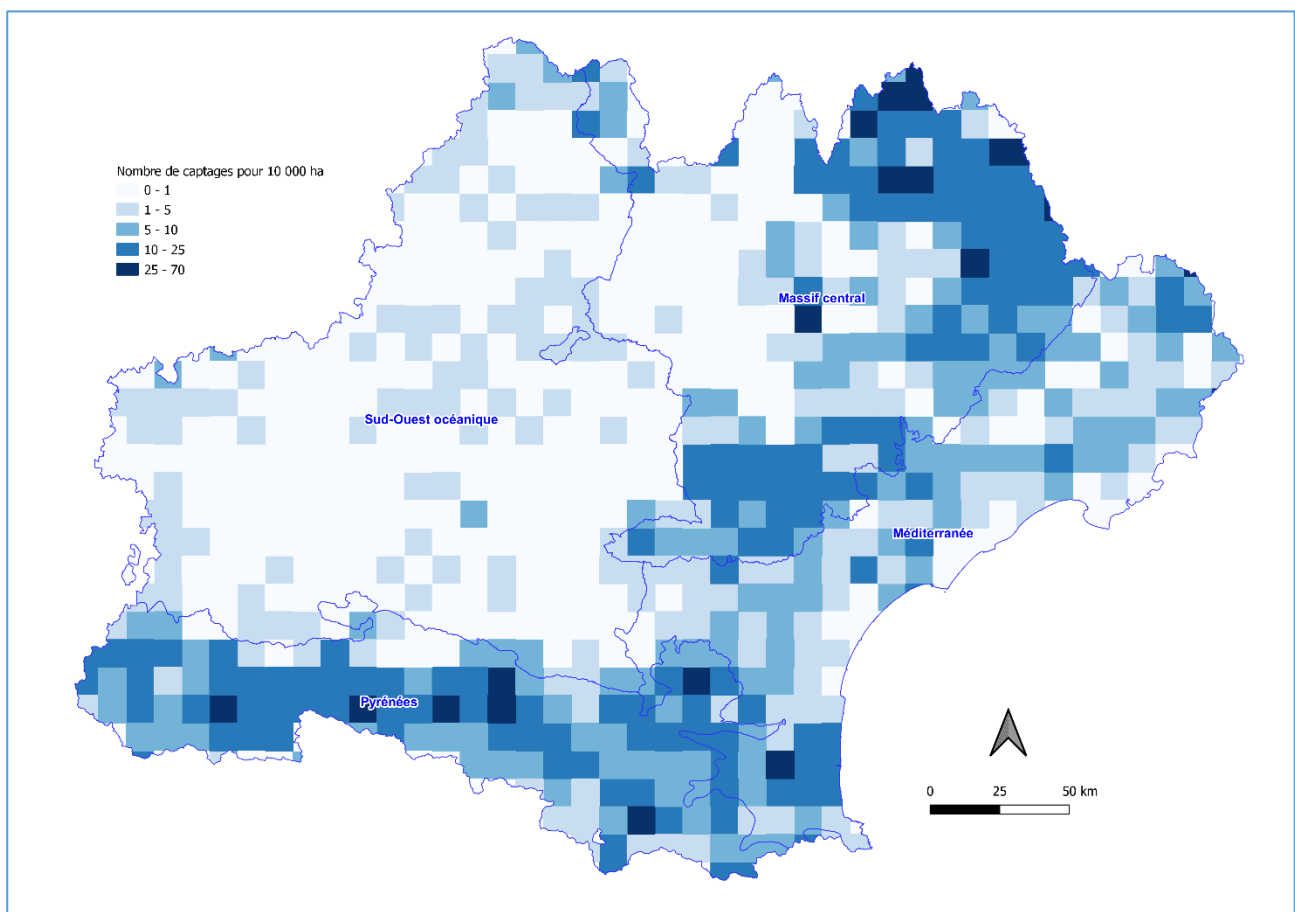 Nombre de captages pour 10 000 ha
0 - 1
1 - 5
5 - 10
10 - 25
25 - 70
Massif central
Sud-Ouest océanique
Méditerranée
Pyrénées
0 25 50 km